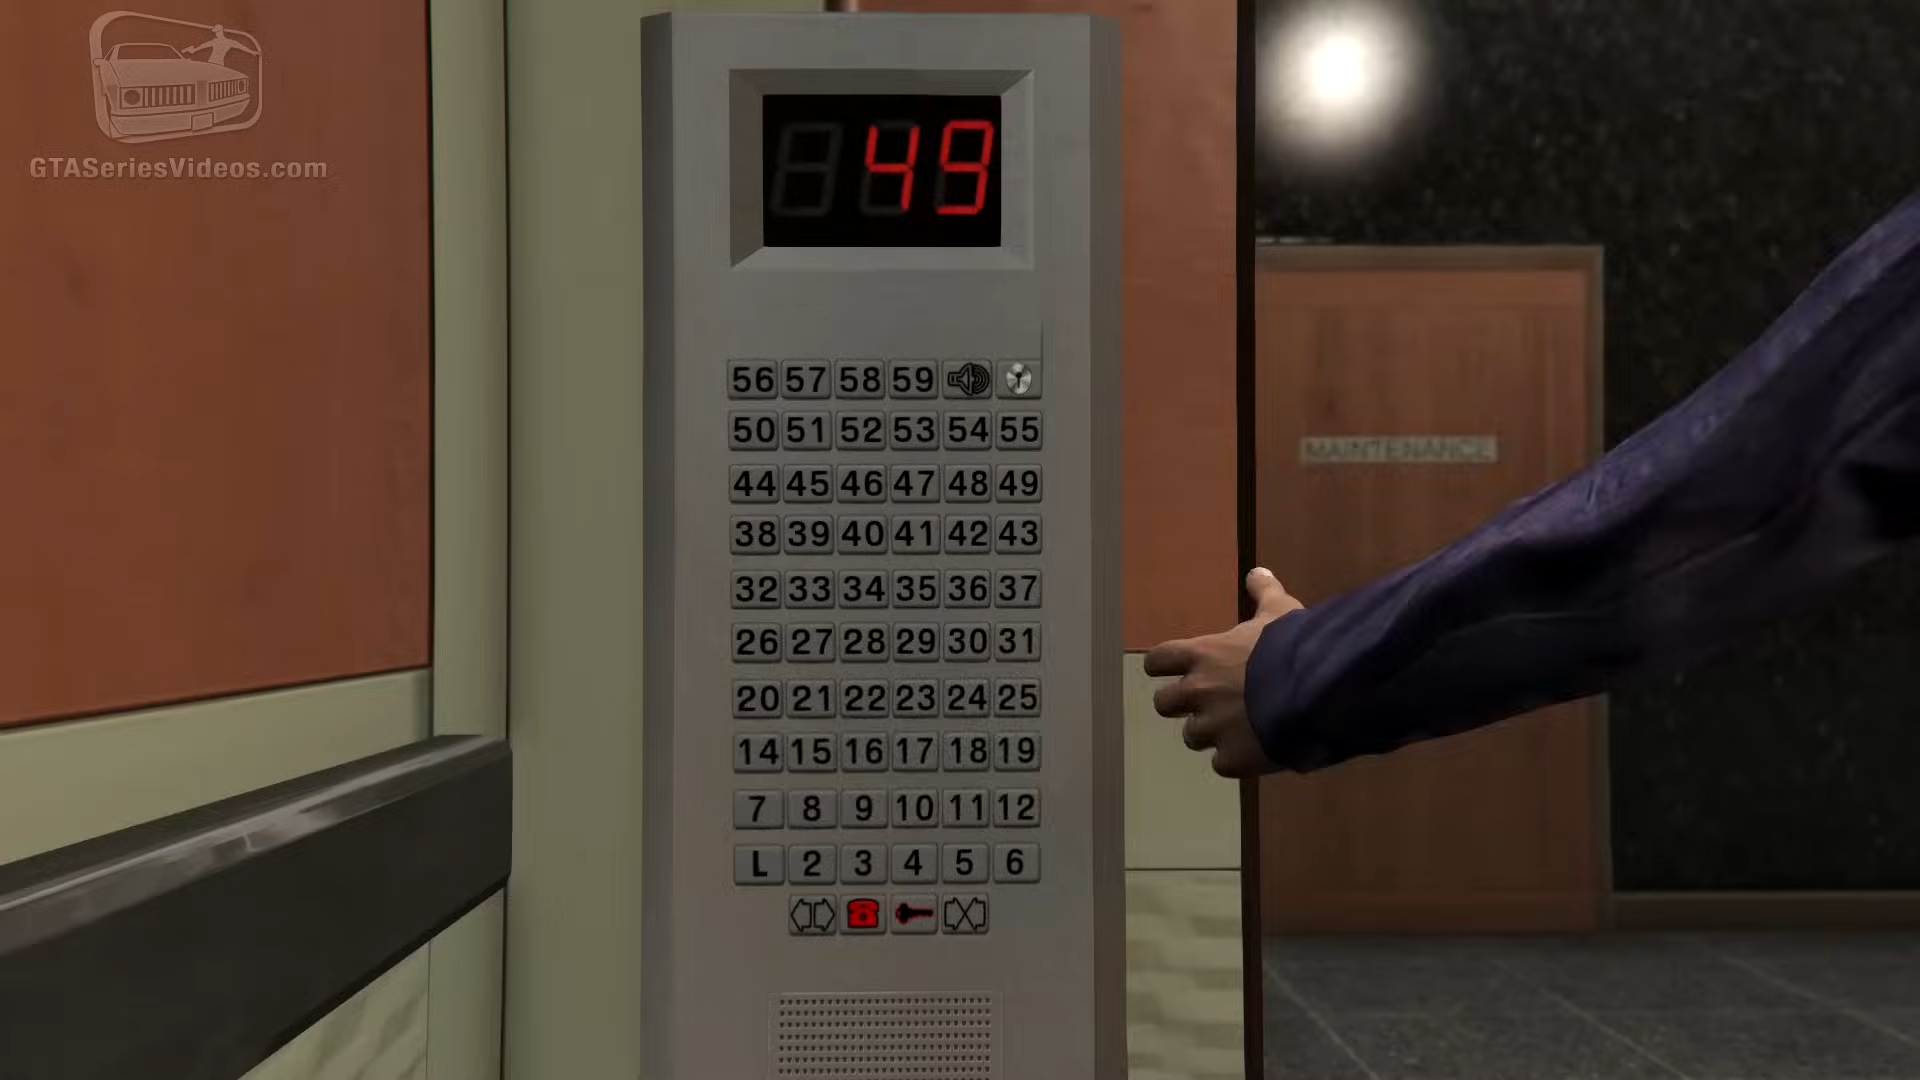 GTASeriesVideos.com
49
56 57 58 59
50 51 52 53 54 55
44 45 46 47 48 49
38 39 40 41 42 43
32 33 34 35 36 37
26 27 28 29 30 31
20 21 22 23 24 25
14 15 16 17 18 19
7 8 9 10 11 12
L 2 3 4 5 6
MAINTENANCE